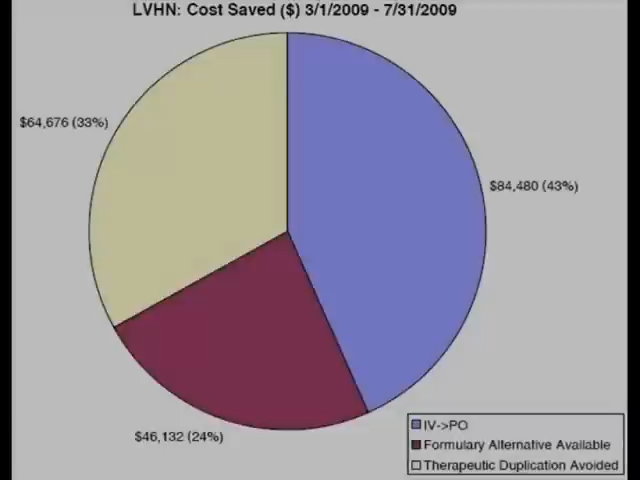 LVHN: Cost Saved ($) 3/1/2009 - 7/31/2009
$64,676 (33%)
$84,480 (43%)
$46,132 (24%)
IV->PO
Formulary Alternative Available
Therapeutic Duplication Avoided